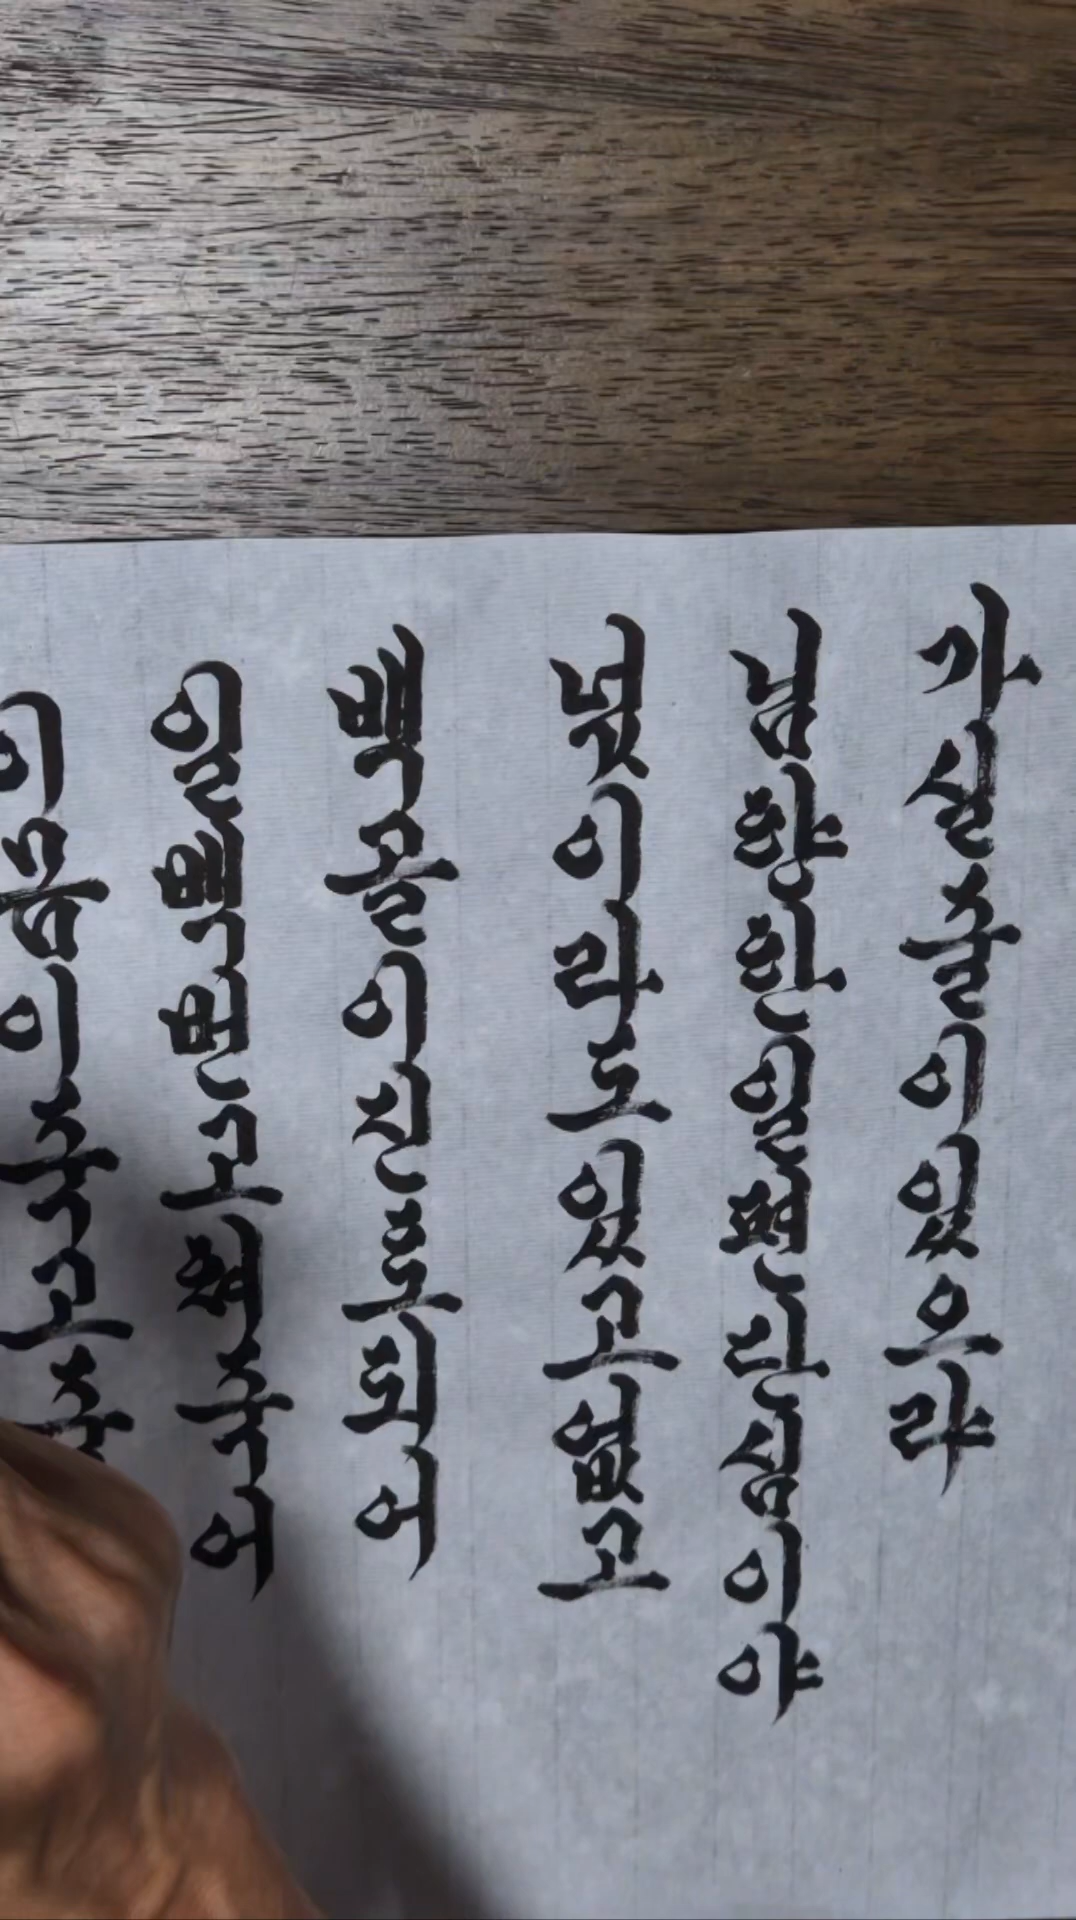 이몸이죽고죽
일백번고쳐죽어
백골이진토되어
넋이라도있고없고
님향한일편단심이야
가실줄이있으랴